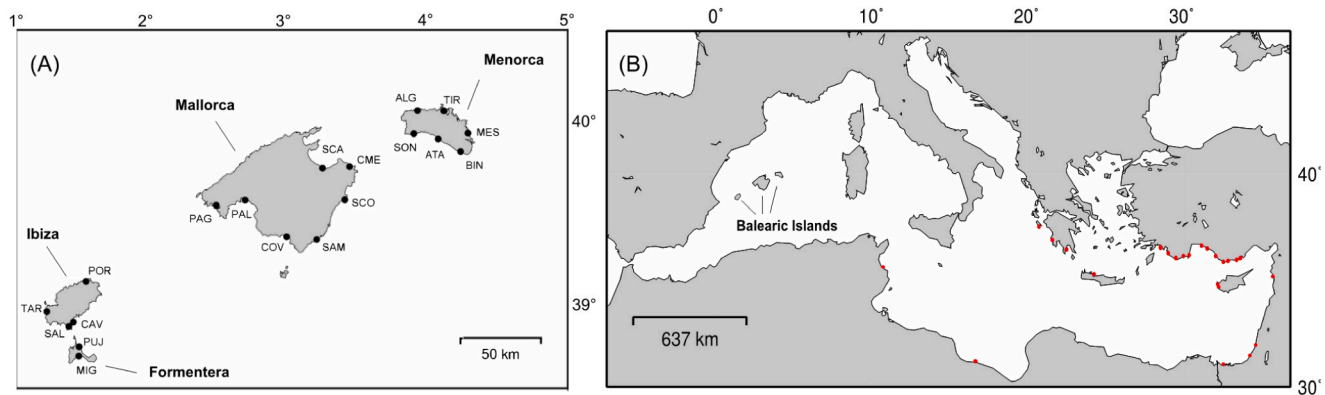 1° 2° 3° 4° 5°
(A)
Menorca
Mallorca
ALG TIR
40°
MES
SON
ATA
BIN
SCA
CME
PAG
PAL
SCO
COV
SAM
Ibiza
POR
TAR
39°
SAL
CAV
PUJ
MIG
Formentera
50 km
0° 10° 20° 30°
(B)
40°
Balearic Islands
637 km
30°